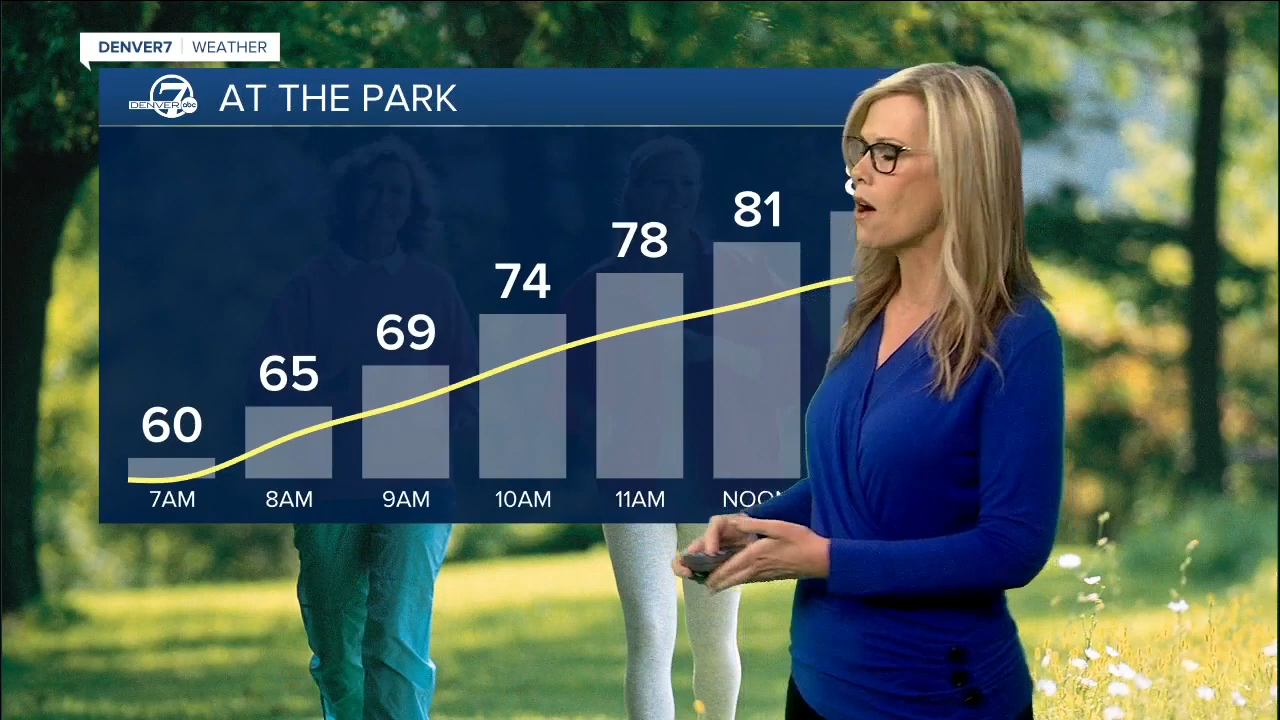 DENVER7 | WEATHER
DENVER 7 abc AT THE PARK
60 65 69 74 78 81
7AM 8AM 9AM 10AM 11AM